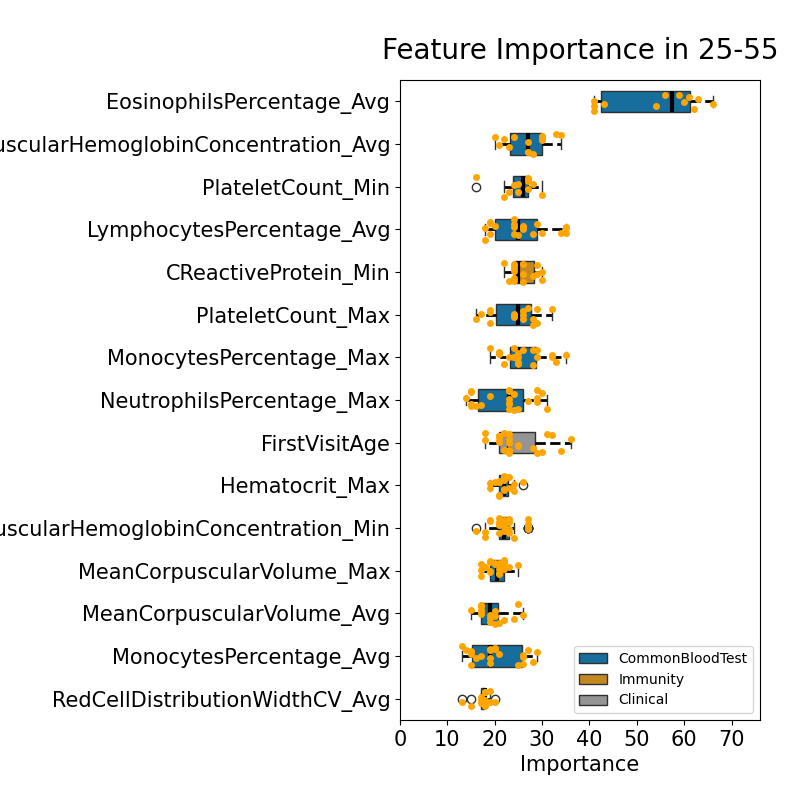 Feature Importance in 25-55
EosinophilsPercentage_Avg
uscularHemoglobinConcentration_Avg
PlateletCount_Min
LymphocytesPercentage_Avg
CReactiveProtein_Min
PlateletCount_Max
MonocytesPercentage_Max
NeutrophilsPercentage_Max
FirstVisitAge
Hematocrit_Max
uscularHemoglobinConcentration_Min
MeanCorpuscularVolume_Max
MeanCorpuscularVolume_Avg
MonocytesPercentage_Avg
RedCellDistributionWidthCV_Avg
CommonBloodTest
Immunity
Clinical
0 10 20 30 40 50 60 70
Importance